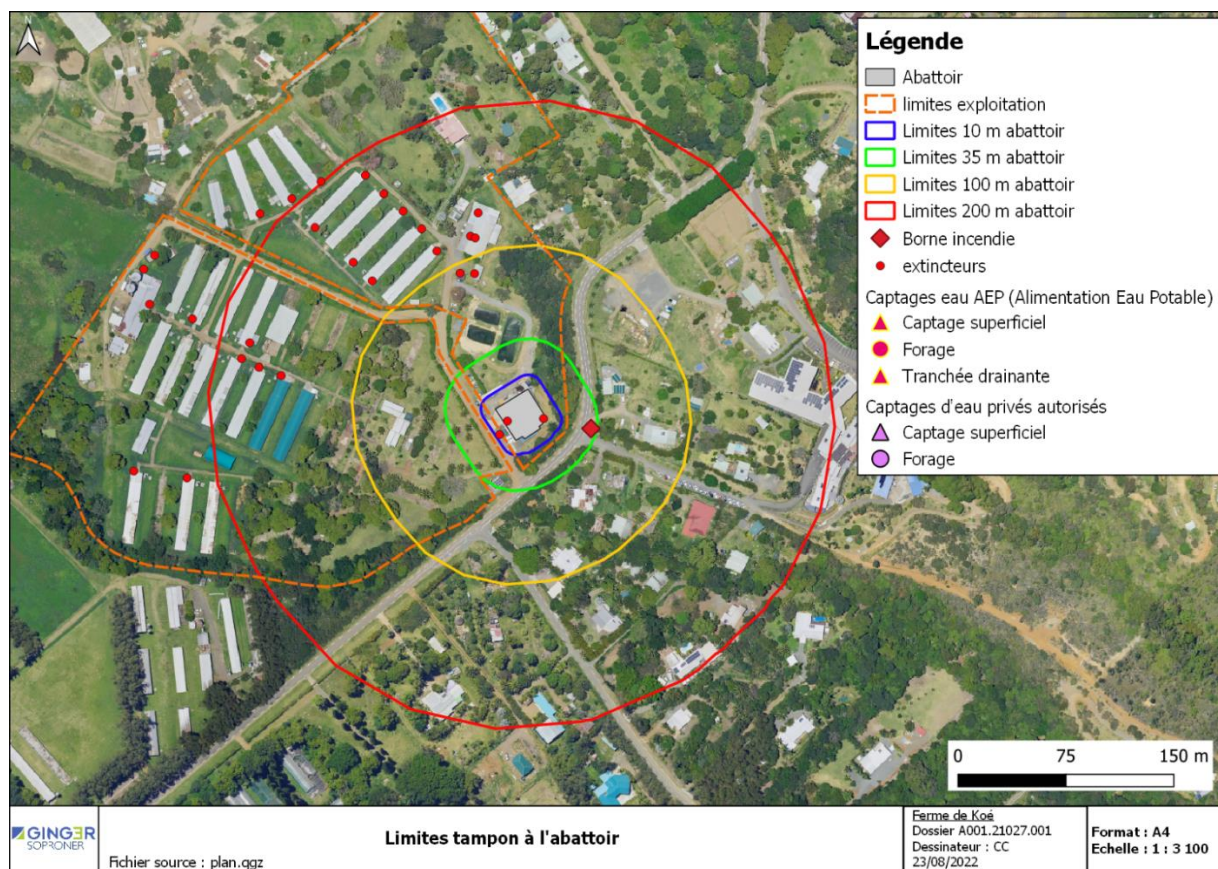 Légende
Abattoir
limites exploitation
Limites 10 m abattoir
Limites 35 m abattoir
Limites 100 m abattoir
Limites 200 m abattoir
Borne incendie
extincteurs
Captages eau AEP (Alimentation Eau Potable)
Captage superficiel
Forage
Tranchée drainante
Captages d'eau privés autorisés
Captage superficiel
Forage
0 75 150 m
GINGER
SOPRONER
Fichier source : plan.qgz
Limites tampon à l'abattoir
Ferme de Koé
Dossier A001.21027.001
Dessinateur : CC
23/08/2022
Format : A4
Echelle : 1 : 3 100